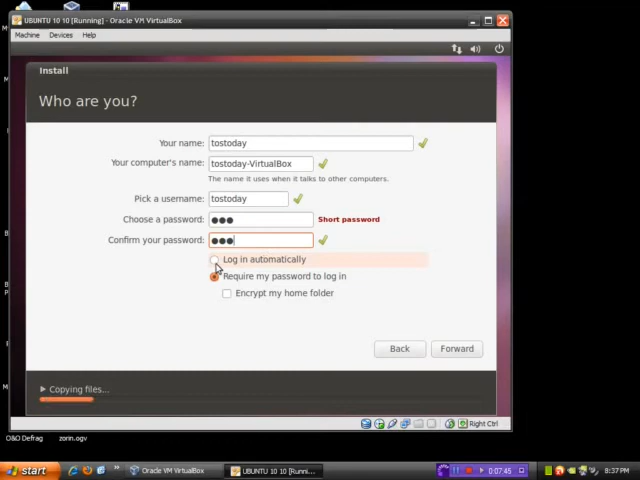 UBUNTU 10 10 [Running] - Oracle VM VirtualBox
Machine Devices Help
Install
Who are you?
Your name: tostoday
Your computer's name: tostoday-VirtualBox
The name it uses when it talks to other computers.
Pick a username: tostoday
Choose a password: Short password
Confirm your password:
Log in automatically
Require my password to log in
Encrypt my home folder
Back Forward
Copying files...
Right Ctrl
O&O Defrag zorin.ogv
start Oracle VM VirtualBox UBUNTU 10 10 [Runni... 0:07:45 8:37 PM